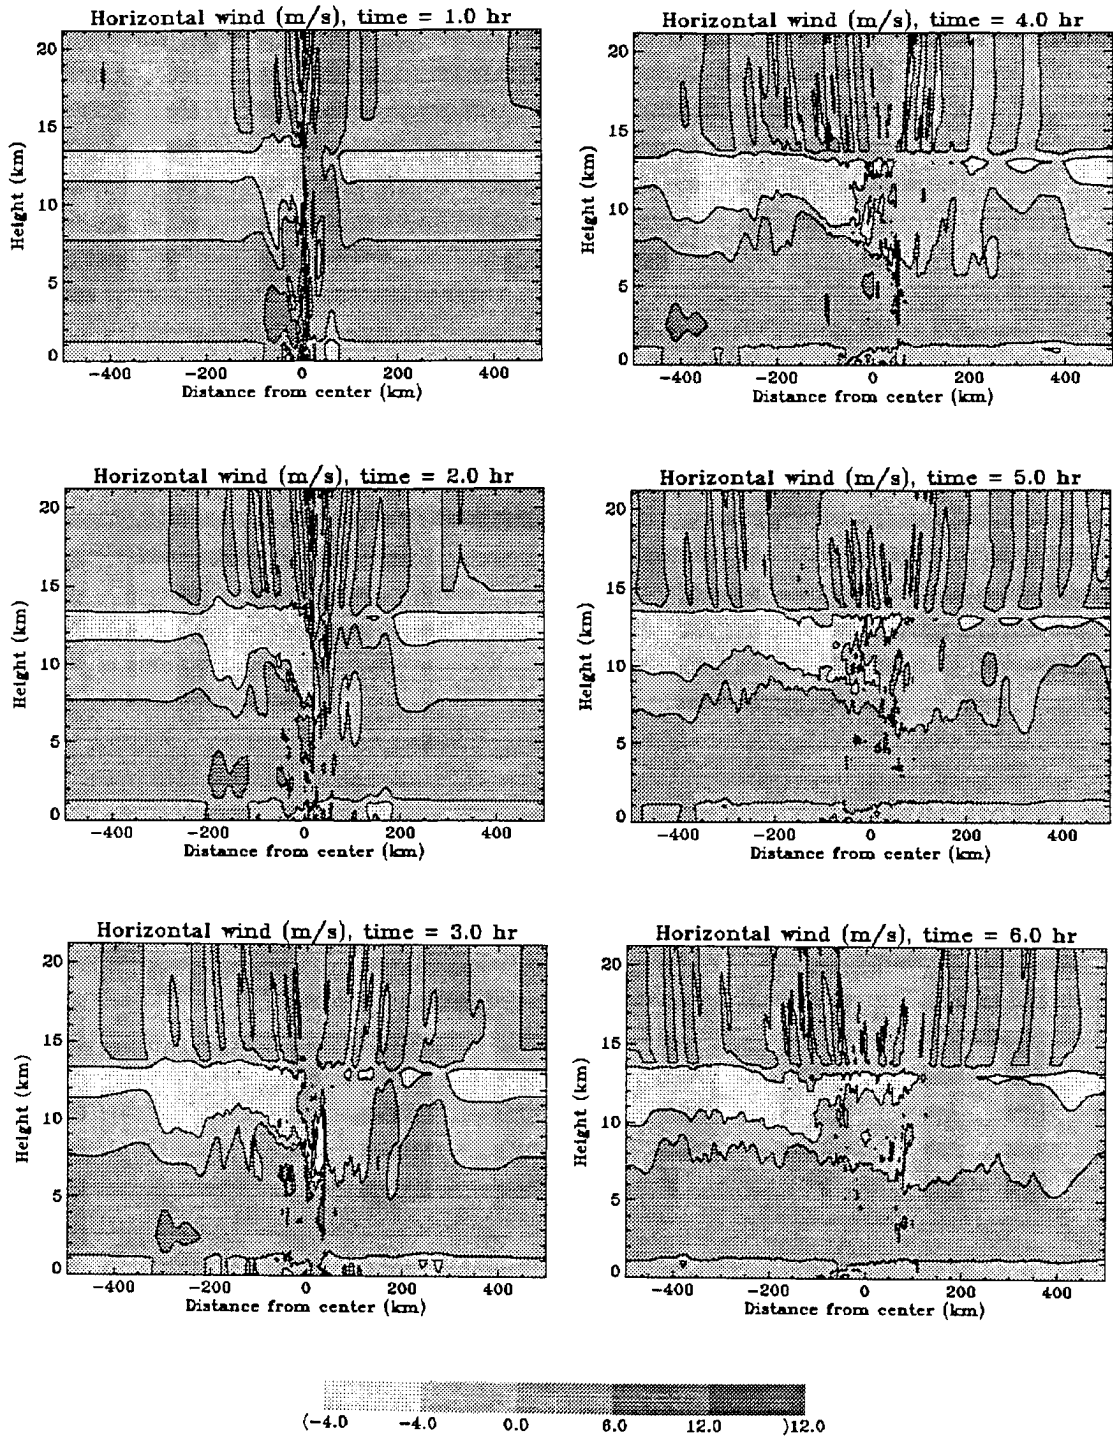 Horizontal wind (m/s), time = 1.0 hr
20
15
10
5
0
Height (km)
-400 -200 0 200 400
Distance from center (km)
Horizontal wind (m/s), time = 4.0 hr
20
15
10
5
0
Height (km)
-400 -200 0 200 400
Distance from center (km)
Horizontal wind (m/s), time = 2.0 hr
20
15
10
5
0
Height (km)
-400 -200 0 200 400
Distance from center (km)
Horizontal wind (m/s), time = 5.0 hr
20
15
10
5
0
Height (km)
-400 -200 0 200 400
Distance from center (km)
Horizontal wind (m/s), time = 3.0 hr
20
15
10
5
0
Height (km)
-400 -200 0 200 400
Distance from center (km)
Horizontal wind (m/s), time = 6.0 hr
20
15
10
5
0
Height (km)
-400 -200 0 200 400
Distance from center (km)
⟨-4.0 -4.0 0.0 6.0 12.0 ⟩12.0